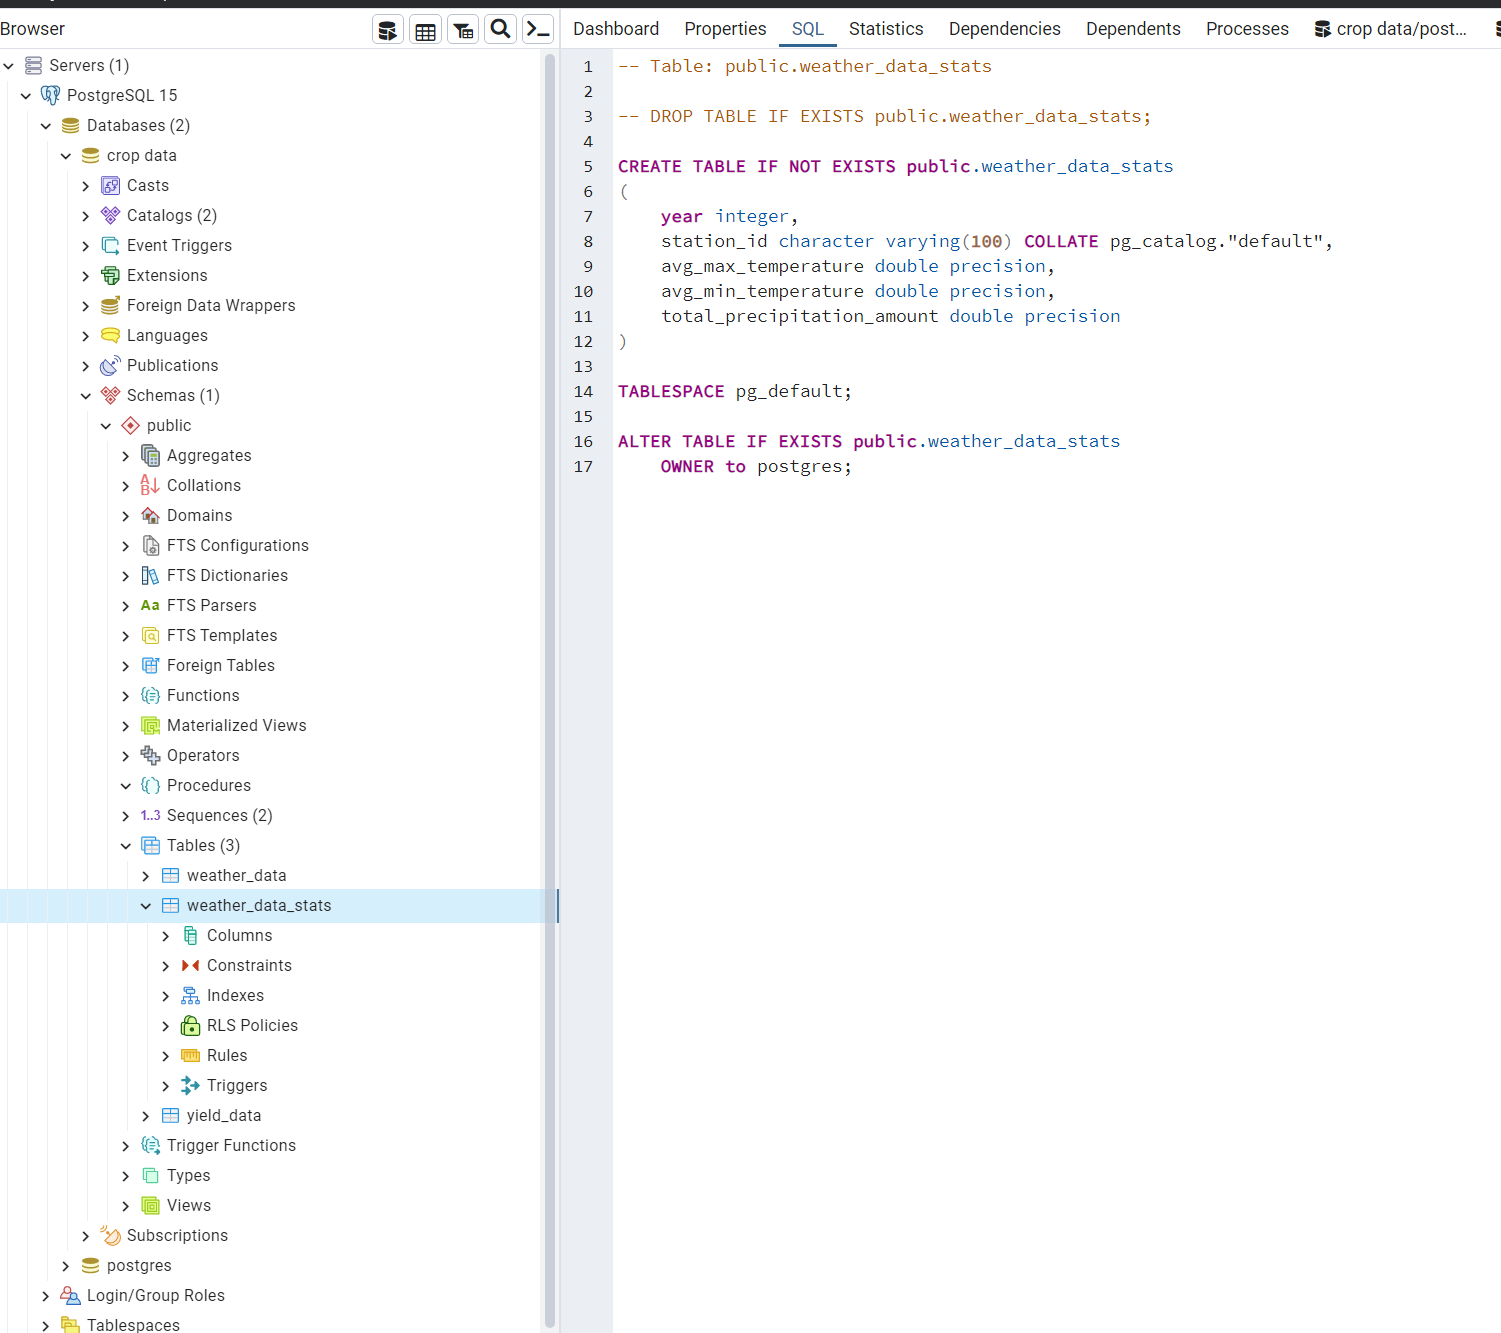 Browser
Dashboard Properties SQL Statistics Dependencies Dependents Processes crop data/post...
Servers (1)
PostgreSQL 15
Databases (2)
crop data
Casts
Catalogs (2)
Event Triggers
Extensions
Foreign Data Wrappers
Languages
Publications
Schemas (1)
public
Aggregates
Collations
Domains
FTS Configurations
FTS Dictionaries
Aa FTS Parsers
FTS Templates
Foreign Tables
Functions
Materialized Views
Operators
Procedures
1..3 Sequences (2)
Tables (3)
weather_data
weather_data_stats
Columns
Constraints
Indexes
RLS Policies
Rules
Triggers
yield_data
Trigger Functions
Types
Views
Subscriptions
postgres
Login/Group Roles
Tablespaces
1 -- Table: public.weather_data_stats
2
3 -- DROP TABLE IF EXISTS public.weather_data_stats;
4
5 CREATE TABLE IF NOT EXISTS public.weather_data_stats
6 (
7 year integer,
8 station_id character varying(100) COLLATE pg_catalog."default",
9 avg_max_temperature double precision,
10 avg_min_temperature double precision,
11 total_precipitation_amount double precision
12 )
13
14 TABLESPACE pg_default;
15
16 ALTER TABLE IF EXISTS public.weather_data_stats
17 OWNER to postgres;